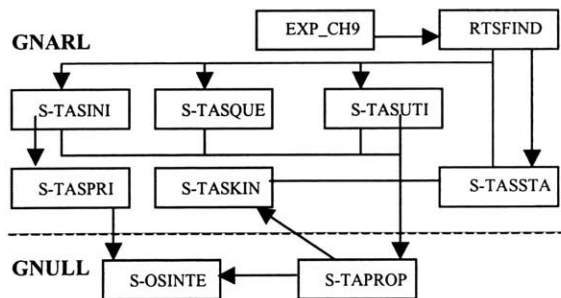 EXP_CH9
RTSFIND
GNARL
S-TASINI
S-TASQUE
S-TASUTI
S-TASPRI
S-TASKIN
S-TASSTA
GNULL
S-OSINTE
S-TAPROP